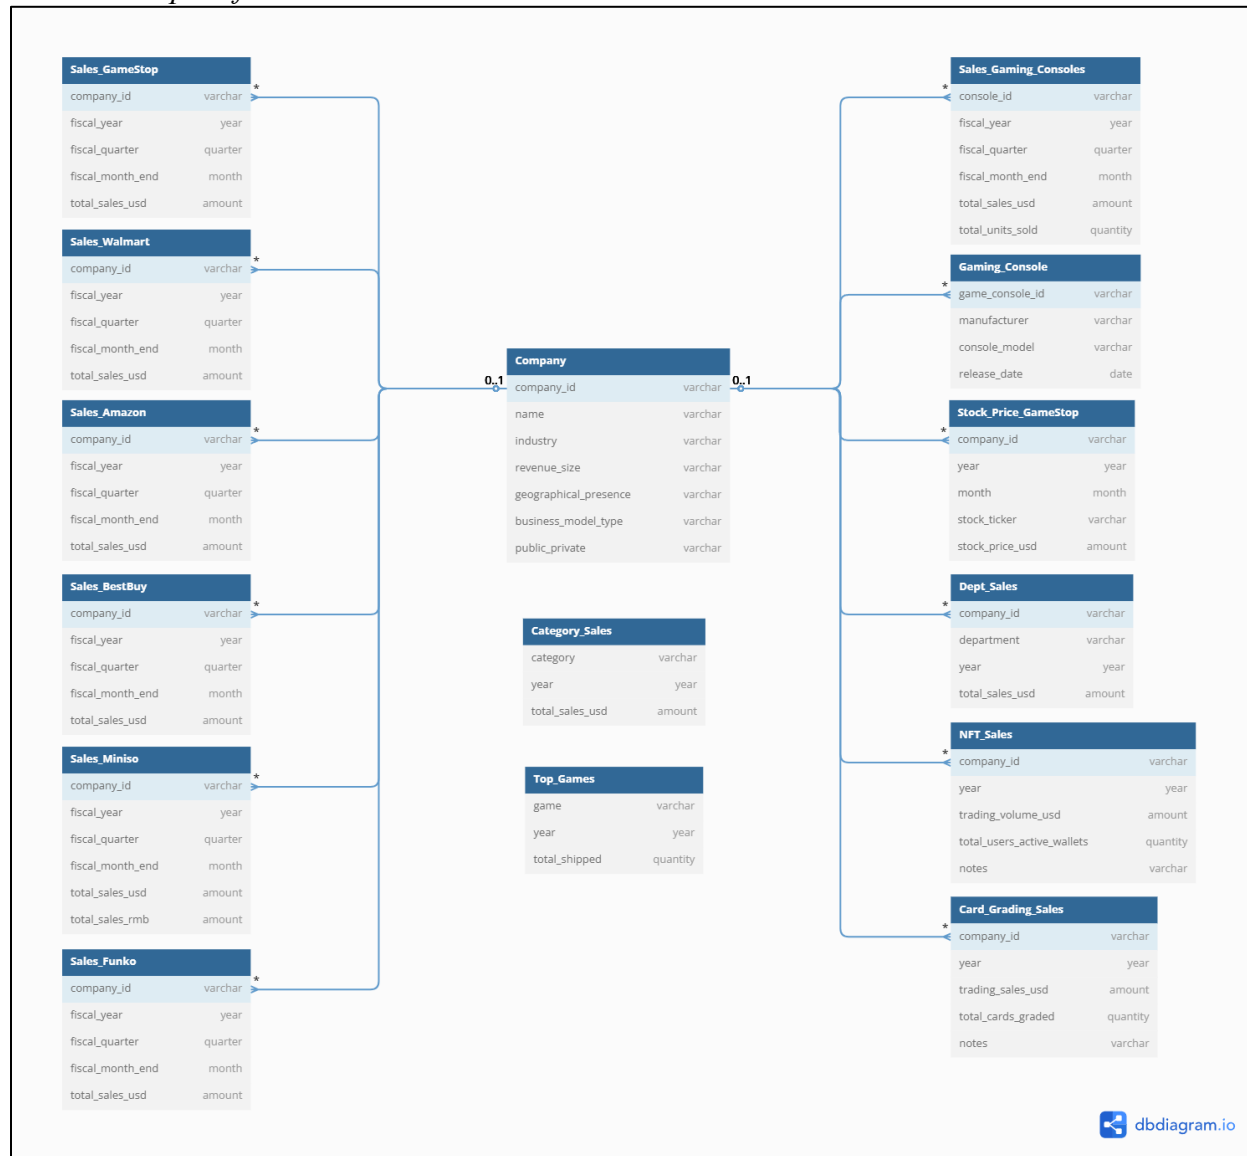 Sales_GameStop
company_id varchar
fiscal_year year
fiscal_quarter quarter
fiscal_month_end month
total_sales_usd amount
*
Sales_Walmart
company_id varchar
fiscal_year year
fiscal_quarter quarter
fiscal_month_end month
total_sales_usd amount
*
Sales_Amazon
company_id varchar
fiscal_year year
fiscal_quarter quarter
fiscal_month_end month
total_sales_usd amount
*
Sales_BestBuy
company_id varchar
fiscal_year year
fiscal_quarter quarter
fiscal_month_end month
total_sales_usd amount
*
Sales_Miniso
company_id varchar
fiscal_year year
fiscal_quarter quarter
fiscal_month_end month
total_sales_usd amount
total_sales_rmb amount
*
Sales_Funko
company_id varchar
fiscal_year year
fiscal_quarter quarter
fiscal_month_end month
total_sales_usd amount
*
0..1
Company
company_id varchar
name varchar
industry varchar
revenue_size varchar
geographical_presence varchar
business_model_type varchar
public_private varchar
0..1
Category_Sales
category varchar
year year
total_sales_usd amount
Top_Games
game varchar
year year
total_shipped quantity
*
Sales_Gaming_Consoles
console_id varchar
fiscal_year year
fiscal_quarter quarter
fiscal_month_end month
total_sales_usd amount
total_units_sold quantity
*
Gaming_Console
game_console_id varchar
manufacturer varchar
console_model varchar
release_date date
*
Stock_Price_GameStop
company_id varchar
year year
month month
stock_ticker varchar
stock_price_usd amount
*
Dept_Sales
company_id varchar
department varchar
year year
total_sales_usd amount
*
NFT_Sales
company_id varchar
year year
trading_volume_usd amount
total_users_active_wallets quantity
notes varchar
*
Card_Grading_Sales
company_id varchar
year year
trading_sales_usd amount
total_cards_graded quantity
notes varchar
dbdiagram.io